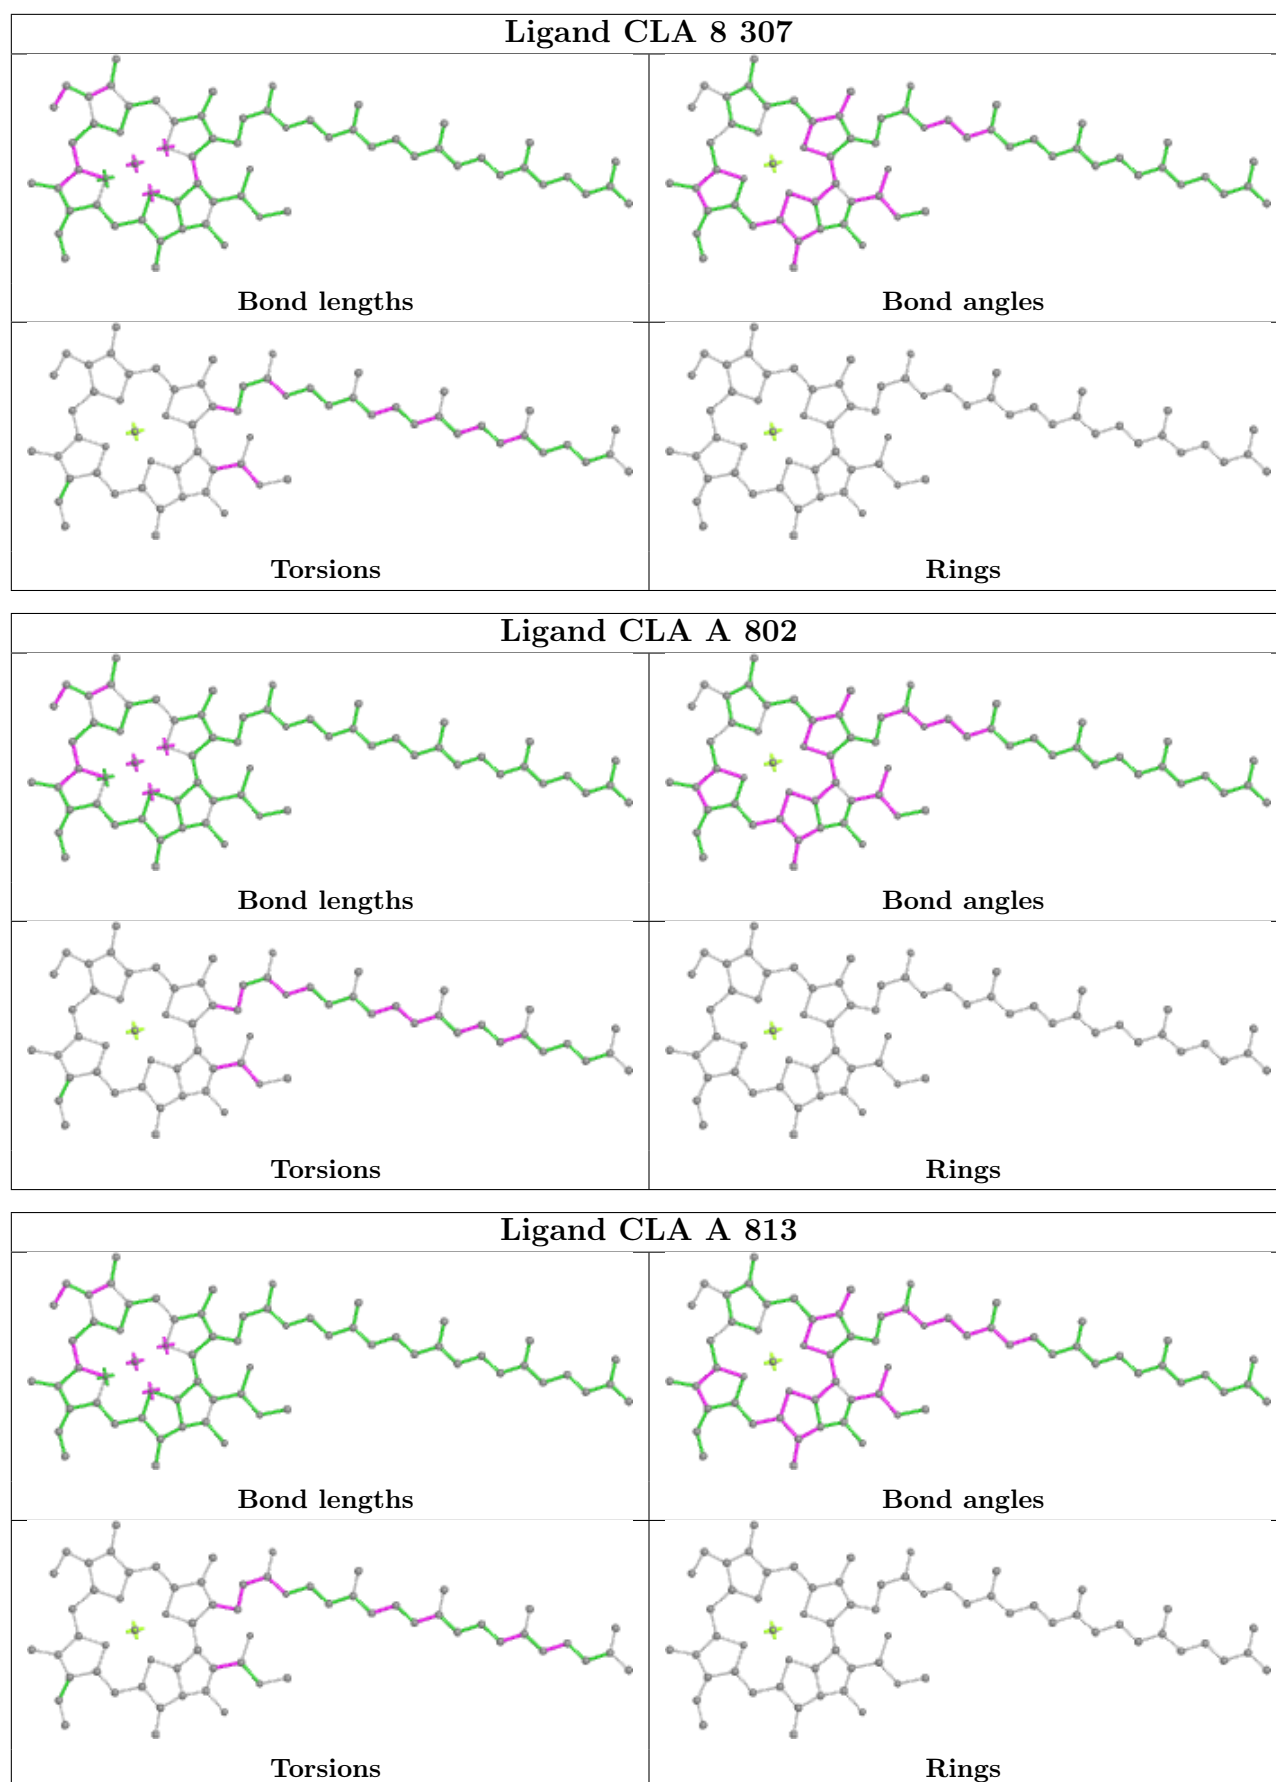 Ligand CLA 8 307
Bond lengths
Bond angles
Torsions
Rings
Ligand CLA A 802
Bond lengths
Bond angles
Torsions
Rings
Ligand CLA A 813
Bond lengths
Bond angles
Torsions
Rings